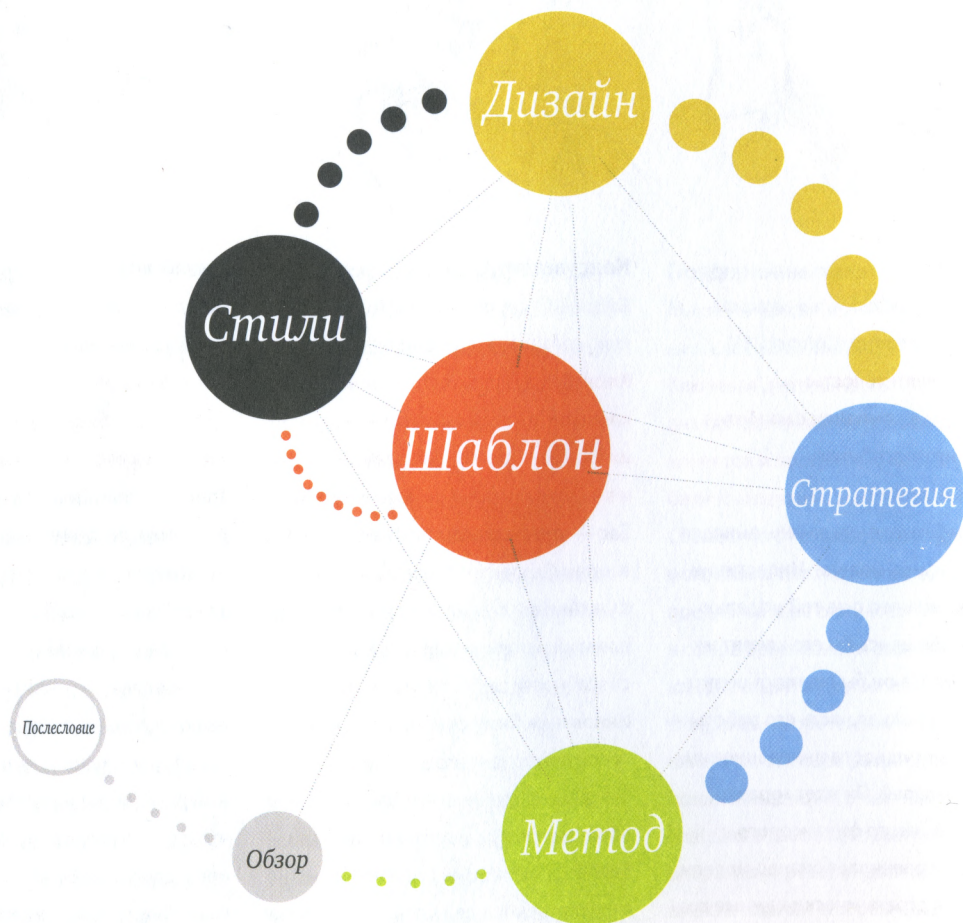 Дизайн
Стили
Шаблон
Стратегия
Послесловие
Метод
Обзор